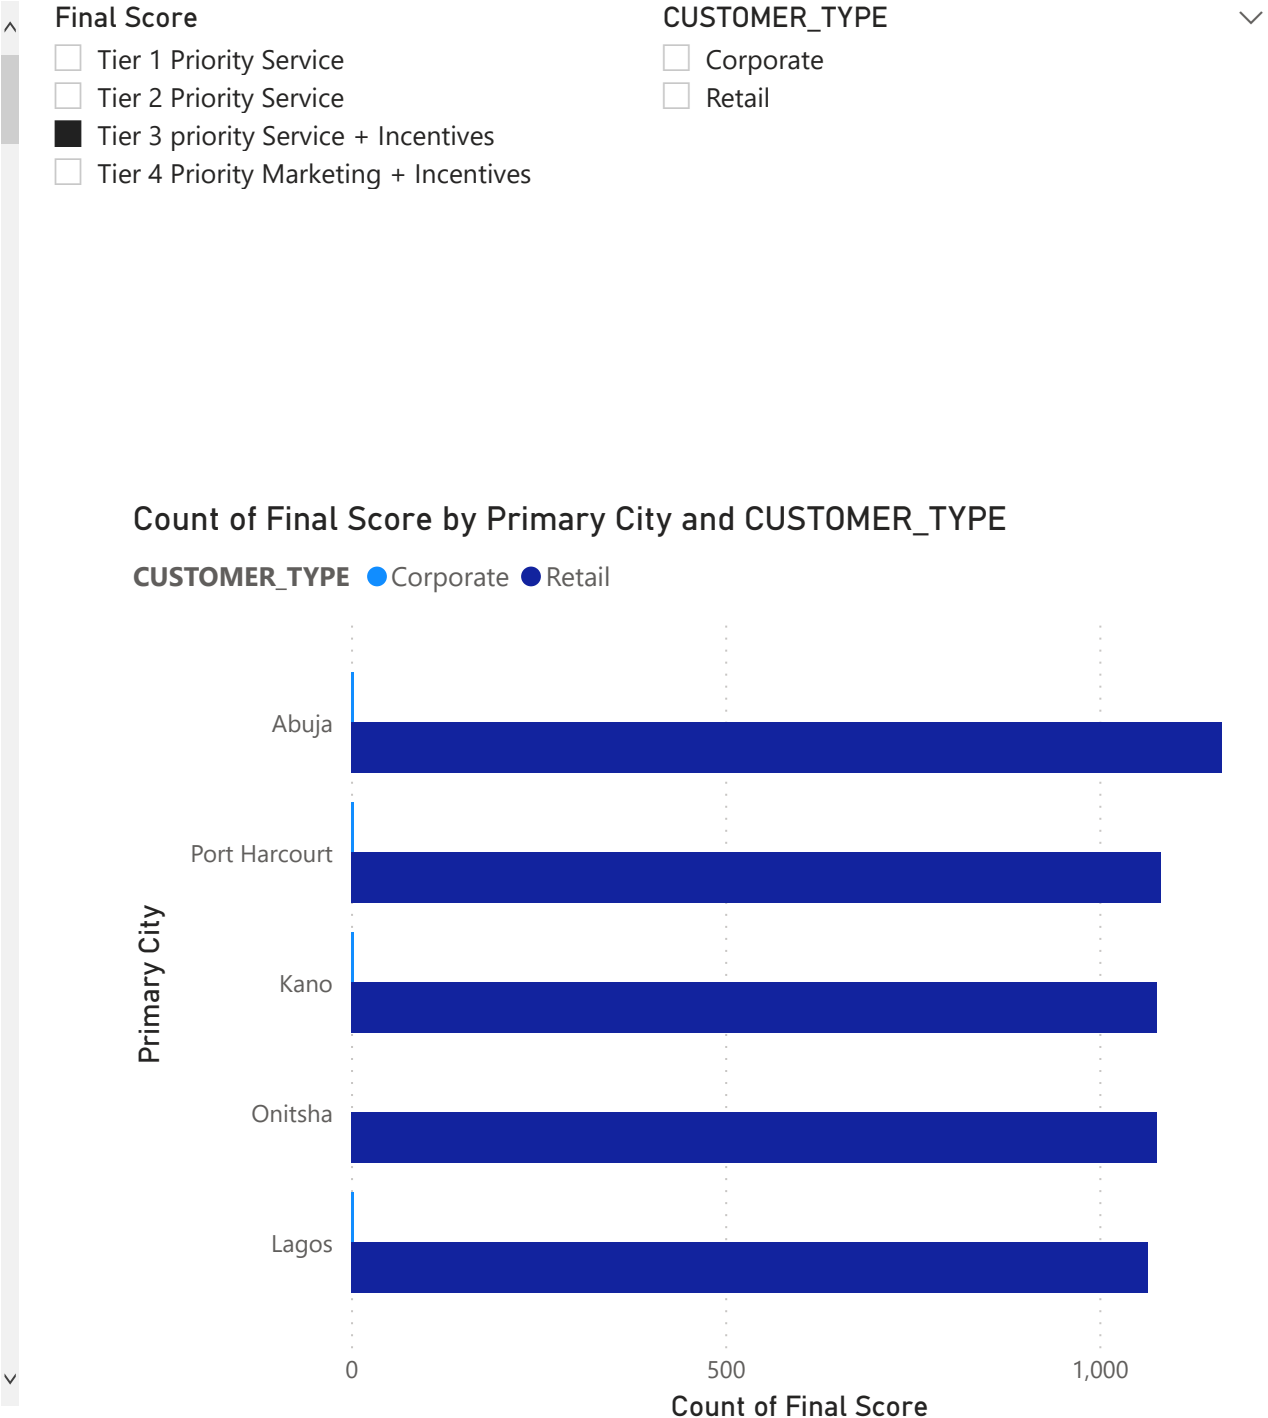 Final Score
Tier 1 Priority Service
Tier 2 Priority Service
Tier 3 priority Service + Incentives
Tier 4 Priority Marketing + Incentives
CUSTOMER_TYPE
Corporate
Retail
Count of Final Score by Primary City and CUSTOMER_TYPE
CUSTOMER_TYPE Corporate Retail
Primary City
Abuja
Port Harcourt
Kano
Onitsha
Lagos
0 500 1,000
Count of Final Score